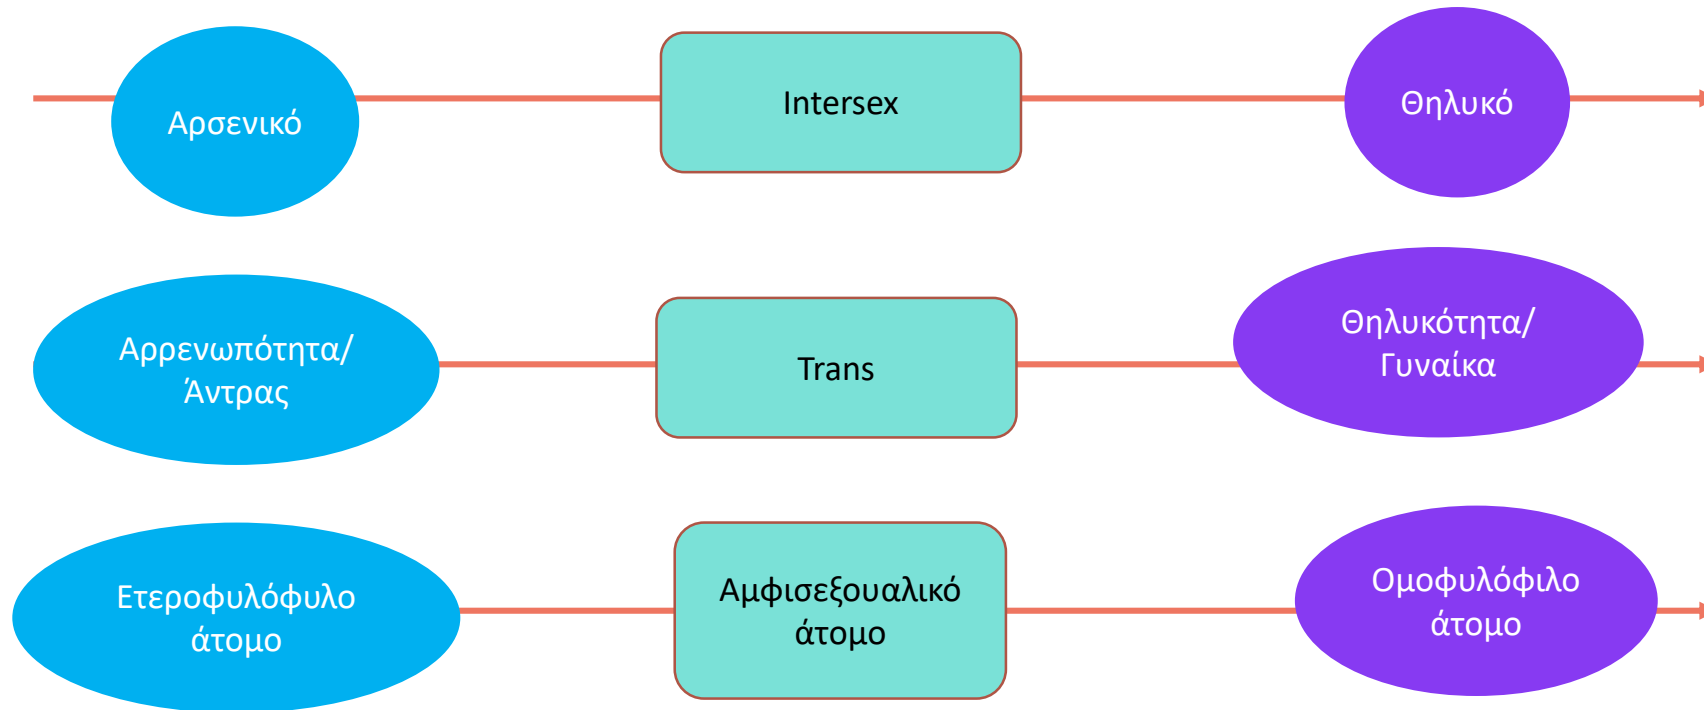 Αρσενικό
Intersex
Θηλυκό
Αρρενωπότητα/
Άντρας
Trans
Θηλυκότητα/
Γυναίκα
Ετεροφυλόφυλο
άτομο
Αμφισεξουαλικό
άτομο
Ομοφυλόφιλο
άτομο